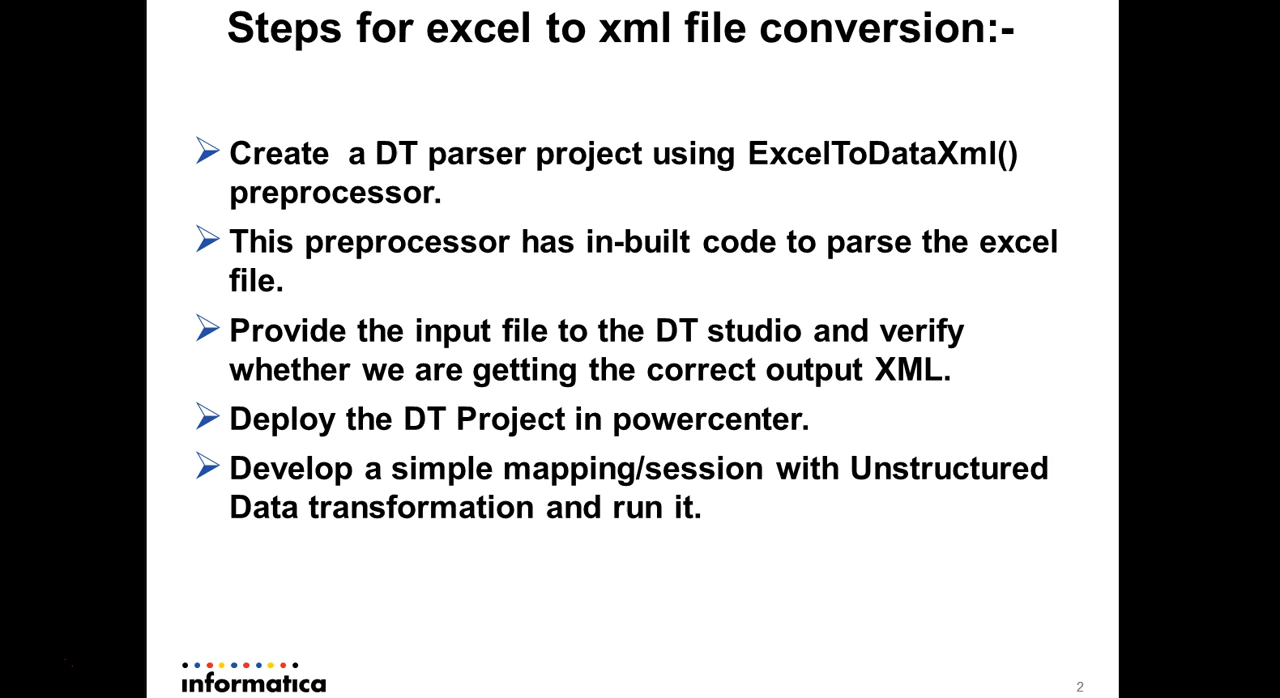 Steps for excel to xml file conversion:-
Create a DT parser project using ExcelToDataXml()
preprocessor.
This preprocessor has in-built code to parse the excel
file.
Provide the input file to the DT studio and verify
whether we are getting the correct output XML.
Deploy the DT Project in powercenter.
Develop a simple mapping/session with Unstructured
Data transformation and run it.
informatica
2